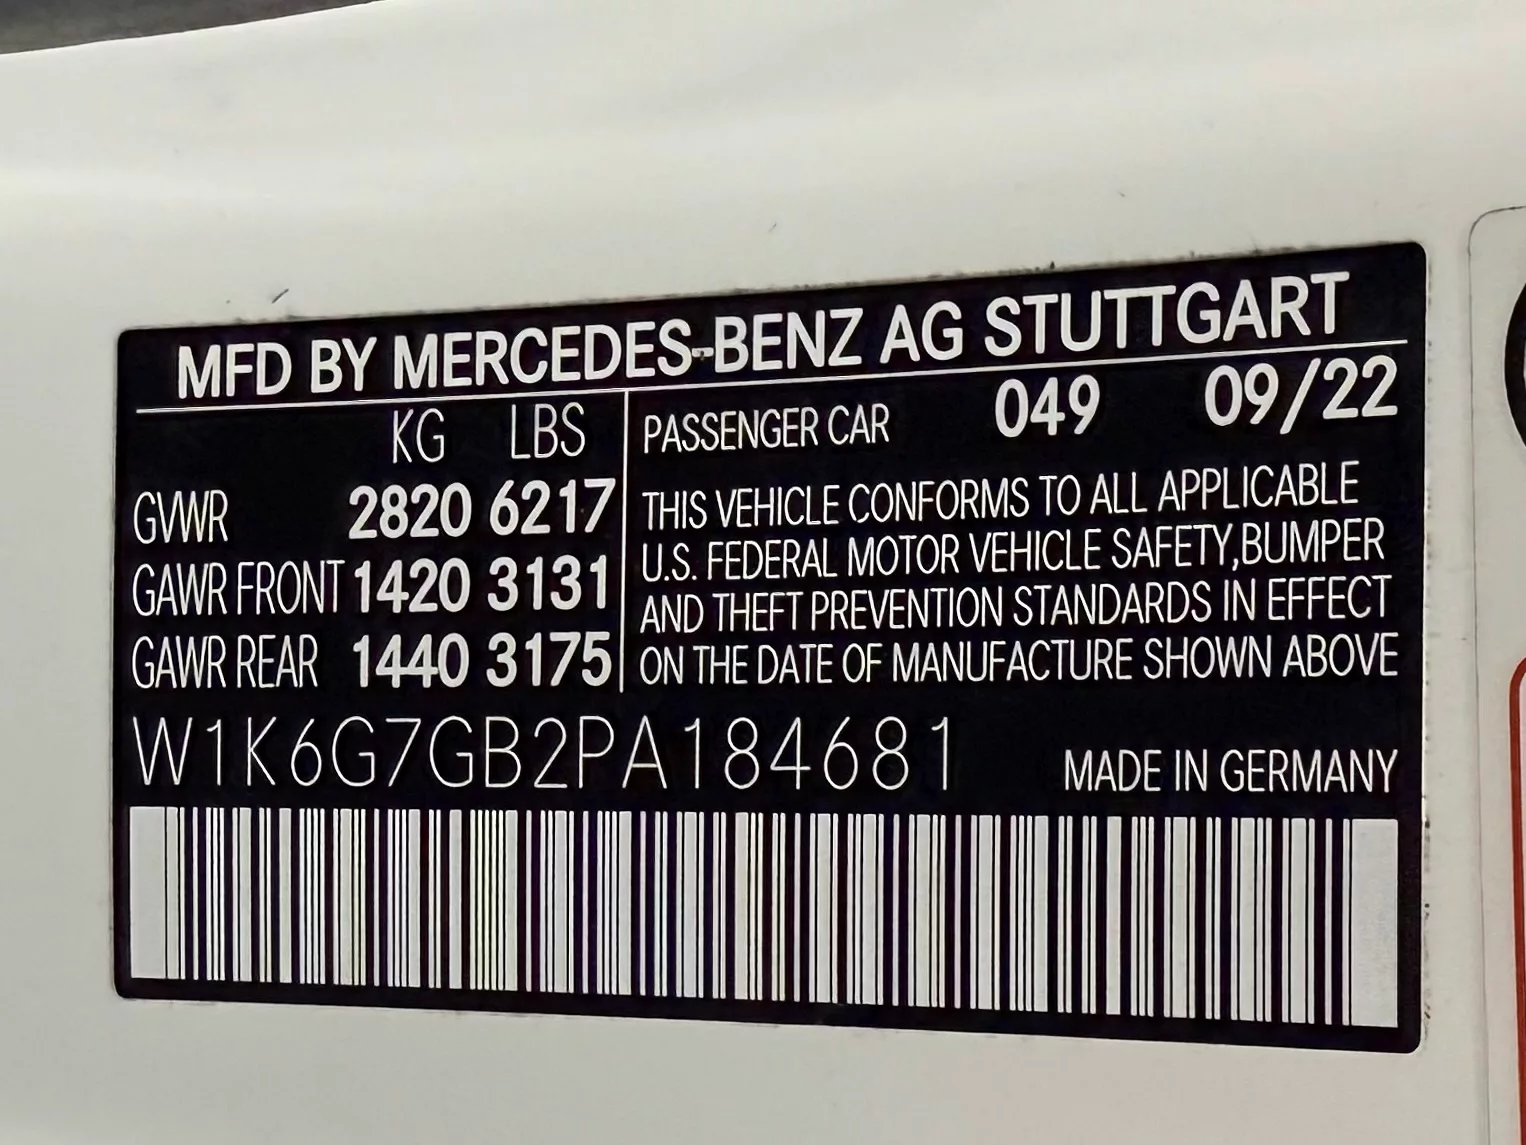 MFD BY MERCEDES-BENZ AG STUTTGART
KG LBS
GVWR 2820 6217
GAWR FRONT 1420 3131
GAWR REAR 1440 3175
PASSENGER CAR 049 09/22
THIS VEHICLE CONFORMS TO ALL APPLICABLE
U.S. FEDERAL MOTOR VEHICLE SAFETY,BUMPER
AND THEFT PREVENTION STANDARDS IN EFFECT
ON THE DATE OF MANUFACTURE SHOWN ABOVE
W1K6G7GB2PA184681
MADE IN GERMANY